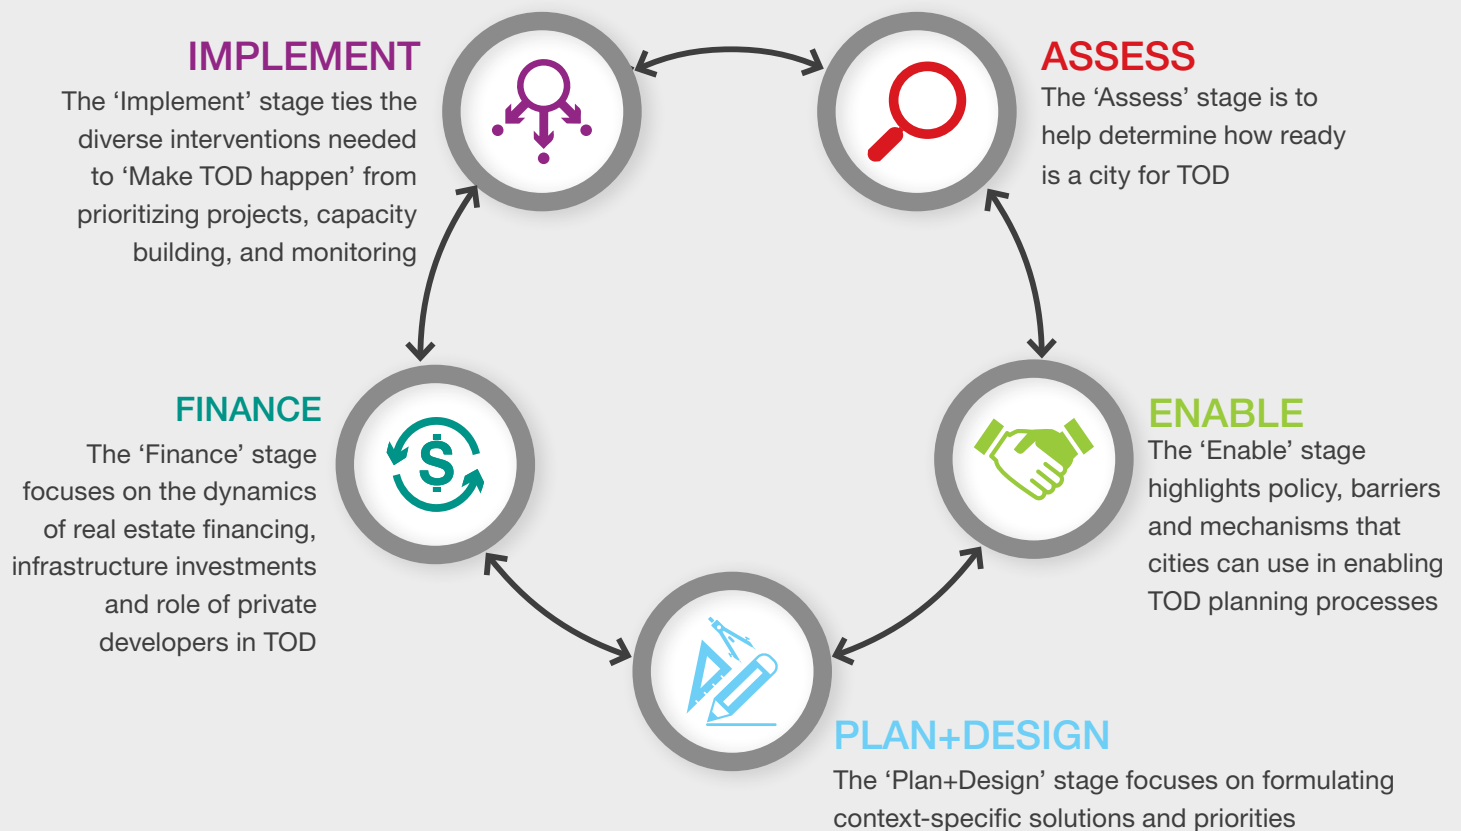 IMPLEMENT
The ‘Implement’ stage ties the
diverse interventions needed
to ‘Make TOD happen’ from
prioritizing projects, capacity
building, and monitoring
ASSESS
The ‘Assess’ stage is to
help determine how ready
is a city for TOD
FINANCE
The ‘Finance’ stage
focuses on the dynamics
of real estate financing,
infrastructure investments
and role of private
developers in TOD
$
ENABLE
The ‘Enable’ stage
highlights policy, barriers
and mechanisms that
cities can use in enabling
TOD planning processes
PLAN+DESIGN
The ‘Plan+Design’ stage focuses on formulating
context-specific solutions and priorities